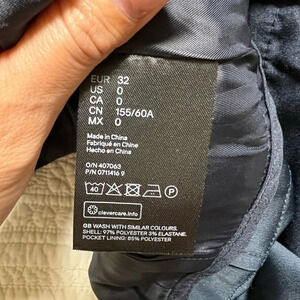 EUR 32
US 0
CA 0
CN 155/60A
MX 0
Made in China
Fabriqué en Chine
Hecho en China
O/N 407063
P/N 0711416 9
40
P
clevercare.info
GB WASH WITH SIMILAR COLOURS.
SHELL: 97% POLYESTER 3% ELASTANE.
POCKET LINING: 85% POLYESTER